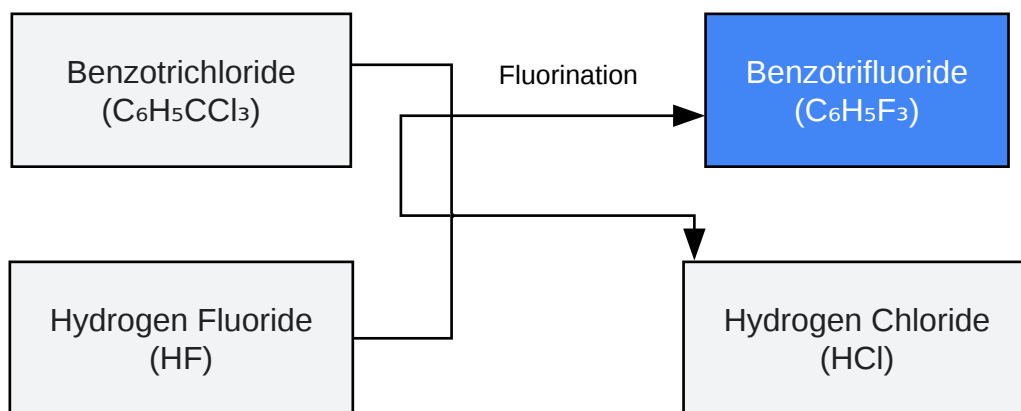 Benzotrichloride
(C₆H₅CCl₃)
Fluorination
Benzotrifluoride
(C₆H₅F₃)
Hydrogen Fluoride
(HF)
Hydrogen Chloride
(HCl)